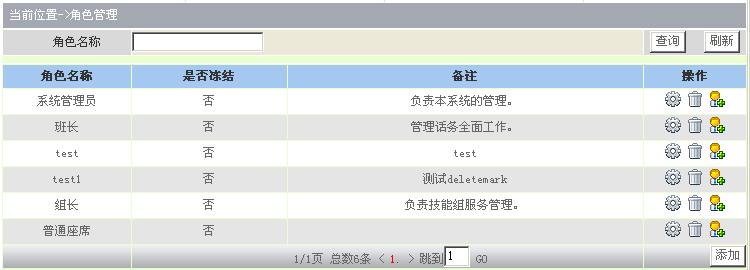 当前位置->角色管理
角色名称 查询 刷新
角色名称 是否冻结 备注 操作
系统管理员 否 负责本系统的管理。
班长 否 管理话务全面工作。
test 否 test
test1 否 测试deletemark
组长 否 负责技能组服务管理。
普通座席 否
1/1页 总数6条 < 1. > 跳到 1 GO 添加